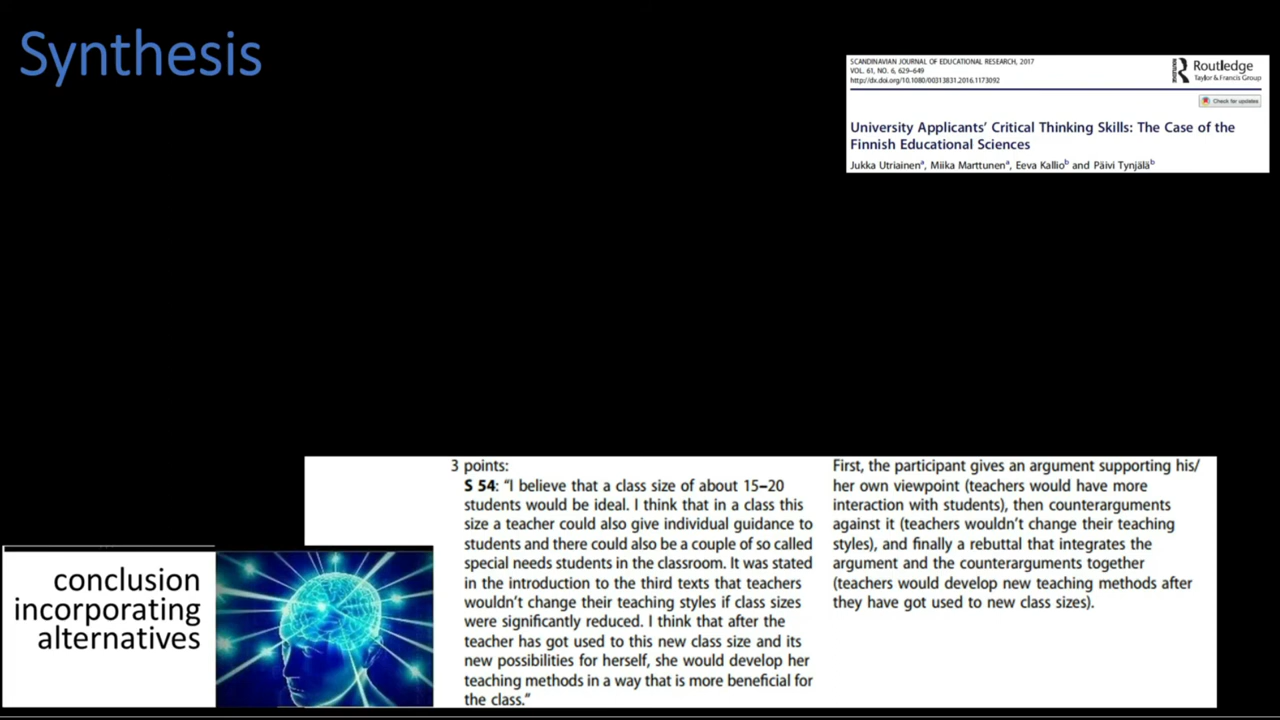 Synthesis
SCANDINAVIAN JOURNAL OF EDUCATIONAL RESEARCH, 2017
VOL. 61, NO. 6, 629–649
http://dx.doi.org/10.1080/00313831.2016.1173092
Routledge
Taylor & Francis Group
Check for updates
University Applicants’ Critical Thinking Skills: The Case of the
Finnish Educational Sciences
Jukka Utriainenᵃ, Miika Marttunenᵃ, Eeva Kallioᵇ and Päivi Tynjäläᵇ
3 points:
S 54: “I believe that a class size of about 15–20
students would be ideal. I think that in a class this
size a teacher could also give individual guidance to
students and there could also be a couple of so called
special needs students in the classroom. It was stated
in the introduction to the third texts that teachers
wouldn’t change their teaching styles if class sizes
were significantly reduced. I think that after the
teacher has got used to this new class size and its
new possibilities for herself, she would develop her
teaching methods in a way that is more beneficial for
the class.”
First, the participant gives an argument supporting his/
her own viewpoint (teachers would have more
interaction with students), then counterarguments
against it (teachers wouldn’t change their teaching
styles), and finally a rebuttal that integrates the
argument and the counterarguments together
(teachers would develop new teaching methods after
they have got used to new class sizes).
conclusion
incorporating
alternatives